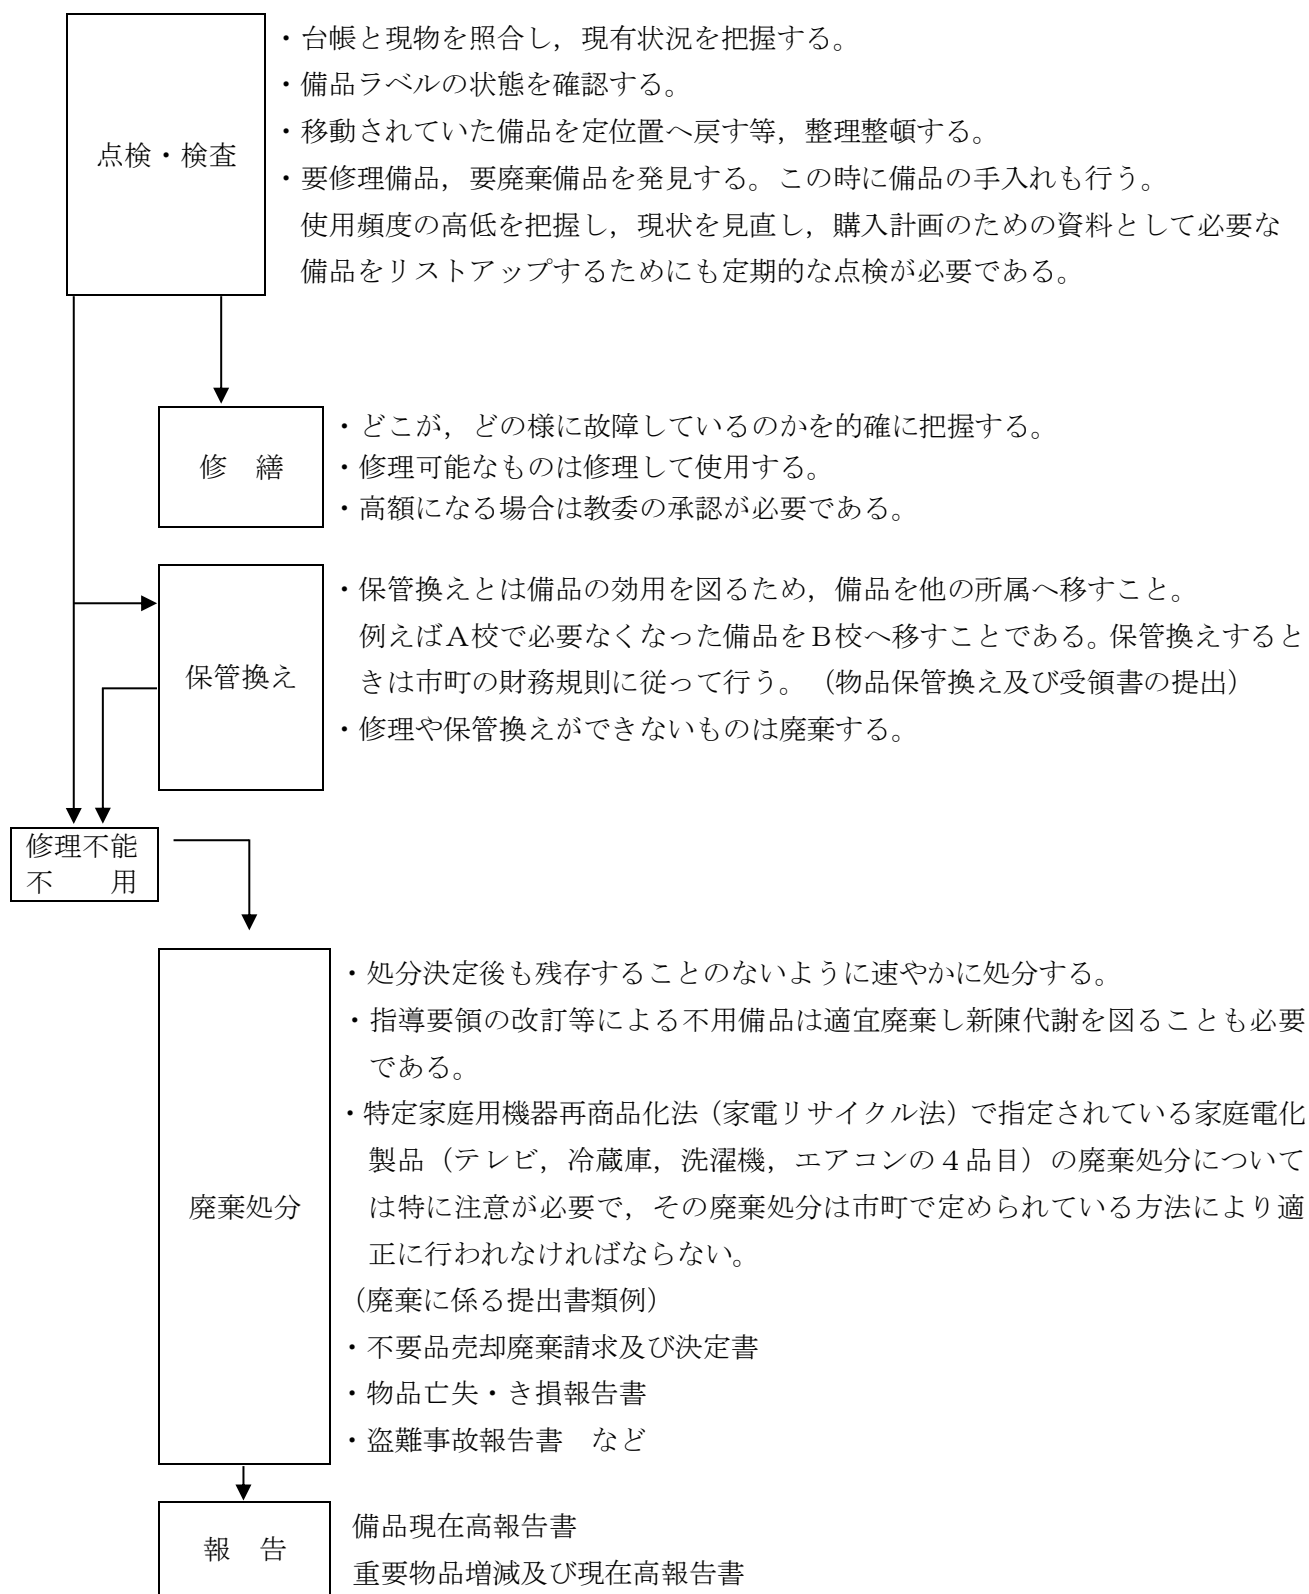 点検・検査
・台帳と現物を照合し，現有状況を把握する。
・備品ラベルの状態を確認する。
・移動されていた備品を定位置へ戻す等，整理整頓する。
・要修理備品，要廃棄備品を発見する。この時に備品の手入れも行う。
使用頻度の高低を把握し，現状を見直し，購入計画のための資料として必要な
備品をリストアップするためにも定期的な点検が必要である。
修　繕
・どこが，どの様に故障しているのかを的確に把握する。
・修理可能なものは修理して使用する。
・高額になる場合は教委の承認が必要である。
保管換え
・保管換えとは備品の効用を図るため，備品を他の所属へ移すこと。
例えばＡ校で必要なくなった備品をＢ校へ移すことである。保管換えすると
きは市町の財務規則に従って行う。（物品保管換え及び受領書の提出）
・修理や保管換えができないものは廃棄する。
修理不能
不　　用
廃棄処分
・処分決定後も残存することのないように速やかに処分する。
・指導要領の改訂等による不用備品は適宜廃棄し新陳代謝を図ることも必要
である。
・特定家庭用機器再商品化法（家電リサイクル法）で指定されている家庭電化
製品（テレビ，冷蔵庫，洗濯機，エアコンの４品目）の廃棄処分について
は特に注意が必要で，その廃棄処分は市町で定められている方法により適
正に行われなければならない。
（廃棄に係る提出書類例）
・不要品売却廃棄請求及び決定書
・物品亡失・き損報告書
・盗難事故報告書　など
報　告
備品現在高報告書
重要物品増減及び現在高報告書